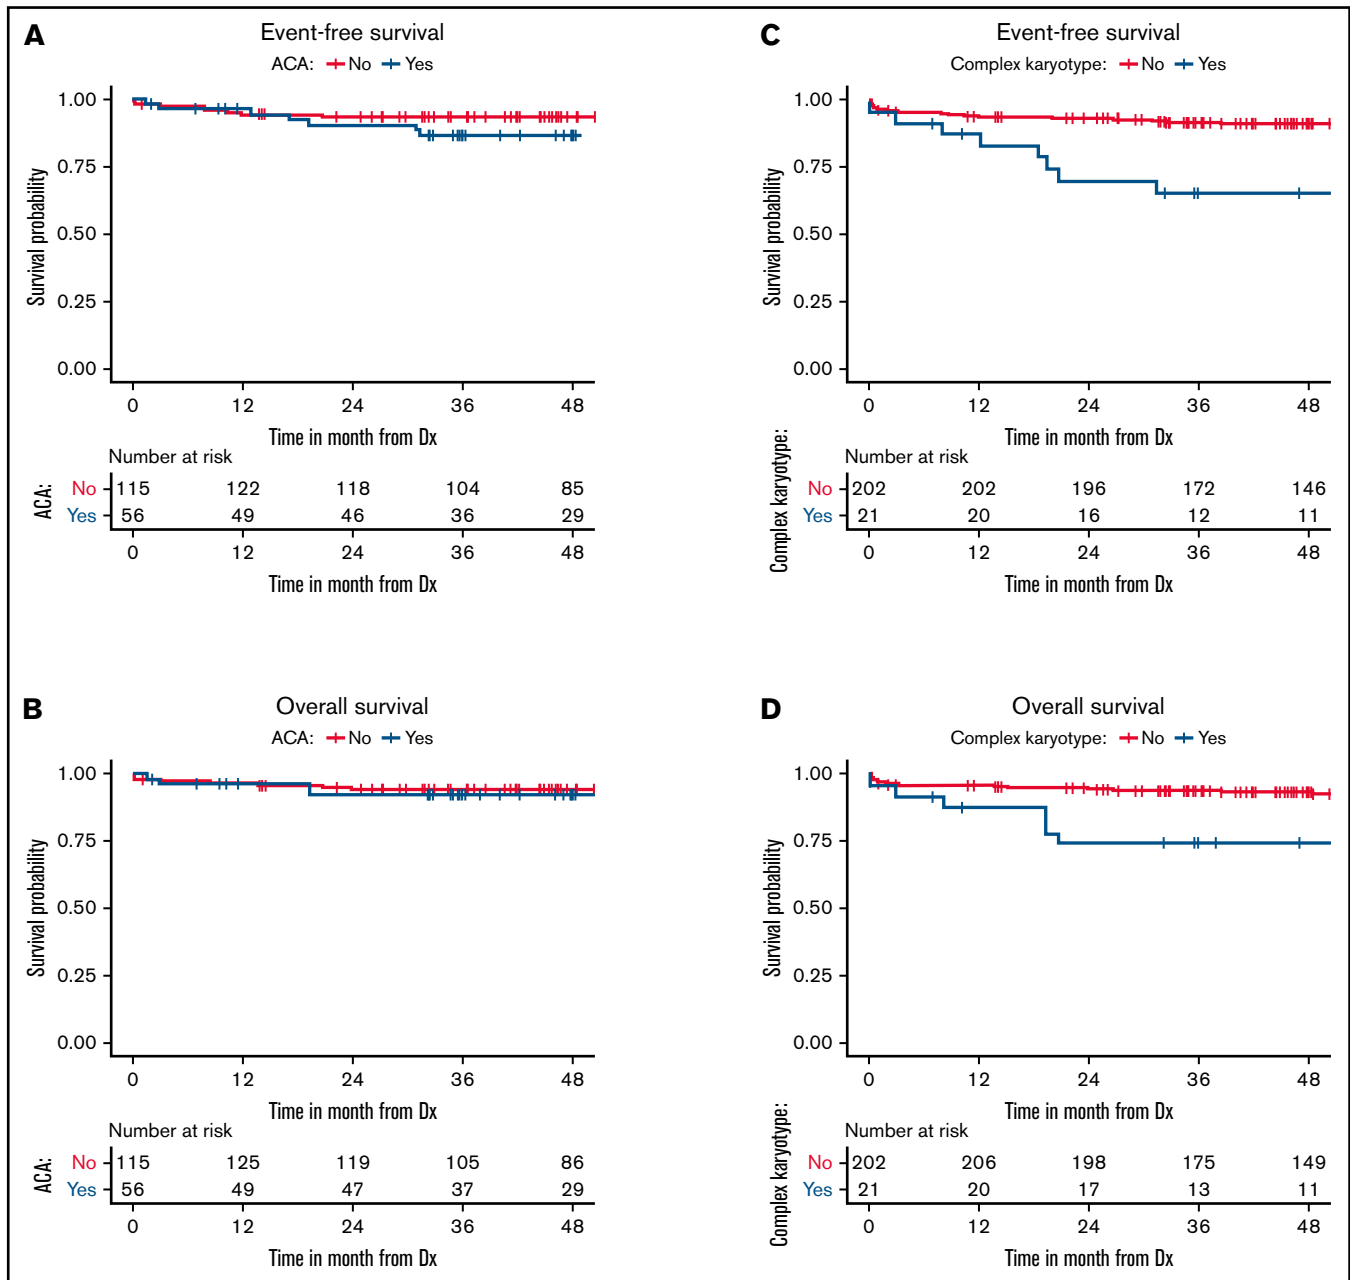 A
Event-free survival
ACA: No Yes
Survival probability
1.00
0.75
0.50
0.25
0.00
0 12 24 36 48
Time in month from Dx
Number at risk
ACA:
No 115 122 118 104 85
Yes 56 49 46 36 29
0 12 24 36 48
Time in month from Dx
C
Event-free survival
Complex karyotype: No Yes
Survival probability
1.00
0.75
0.50
0.25
0.00
0 12 24 36 48
Time in month from Dx
Number at risk
Complex karyotype:
No 202 202 196 172 146
Yes 21 20 16 12 11
0 12 24 36 48
Time in month from Dx
B
Overall survival
ACA: No Yes
Survival probability
1.00
0.75
0.50
0.25
0.00
0 12 24 36 48
Time in month from Dx
Number at risk
ACA:
No 115 125 119 105 86
Yes 56 49 47 37 29
0 12 24 36 48
Time in month from Dx
D
Overall survival
Complex karyotype: No Yes
Survival probability
1.00
0.75
0.50
0.25
0.00
0 12 24 36 48
Time in month from Dx
Number at risk
Complex karyotype:
No 202 206 198 175 149
Yes 21 20 17 13 11
0 12 24 36 48
Time in month from Dx